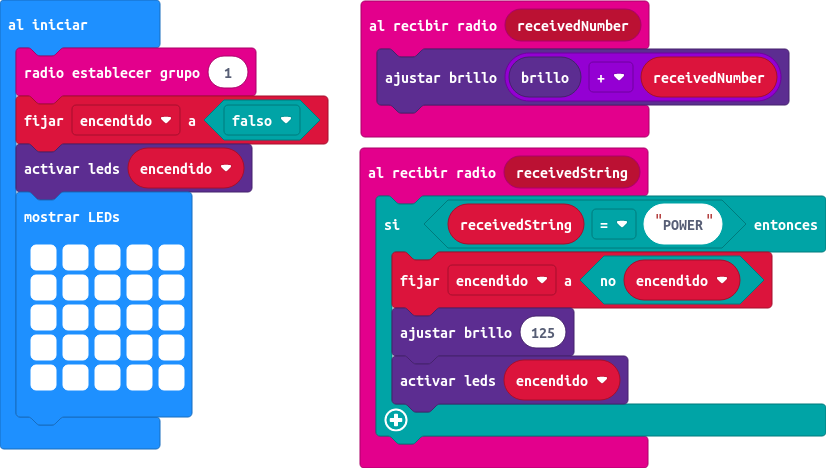 al iniciar
radio establecer grupo 1
fijar encendido a falso
activar leds encendido
mostrar LEDs
al recibir radio receivedNumber
ajustar brillo brillo + receivedNumber
al recibir radio receivedString
si receivedString = "POWER" entonces
fijar encendido a no encendido
ajustar brillo 125
activar leds encendido